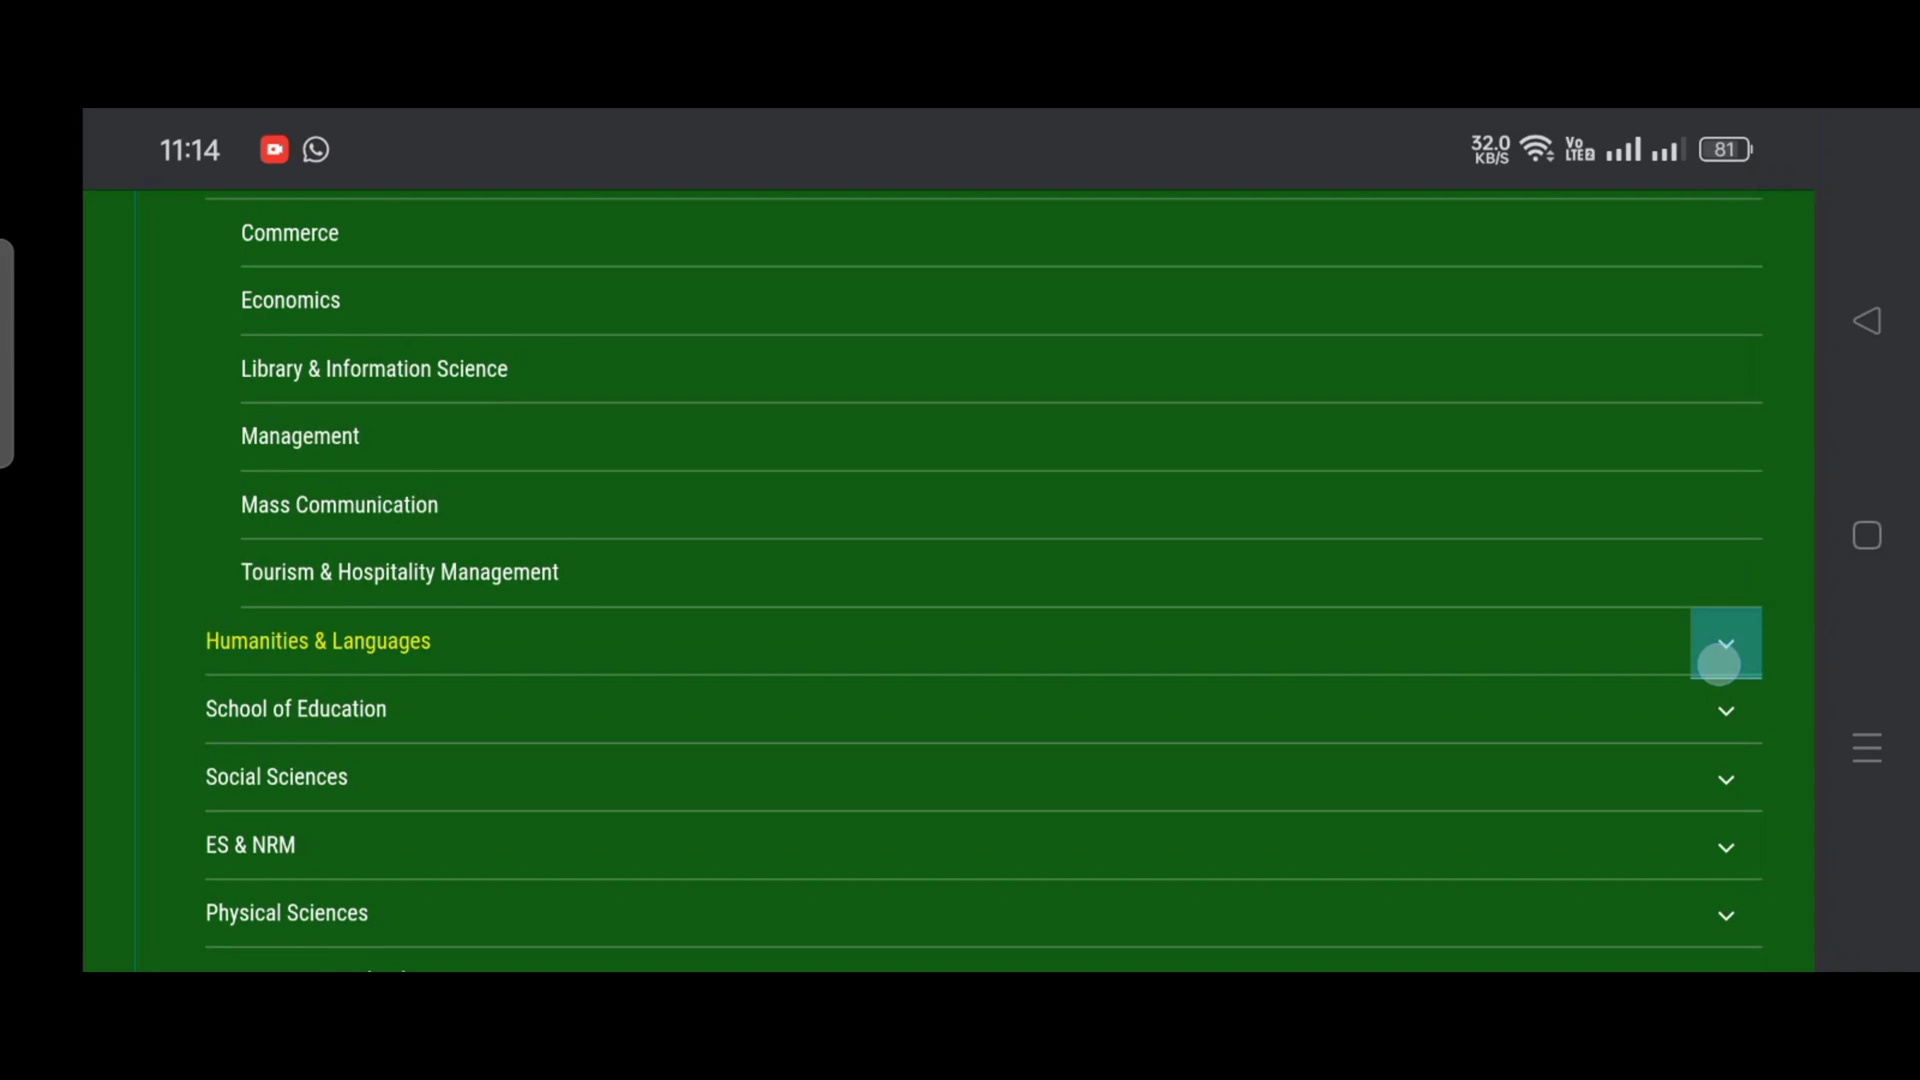 11:14
32.0
KB/S
Vo
LTE2
81
Commerce
Economics
Library & Information Science
Management
Mass Communication
Tourism & Hospitality Management
Humanities & Languages
School of Education
Social Sciences
ES & NRM
Physical Sciences